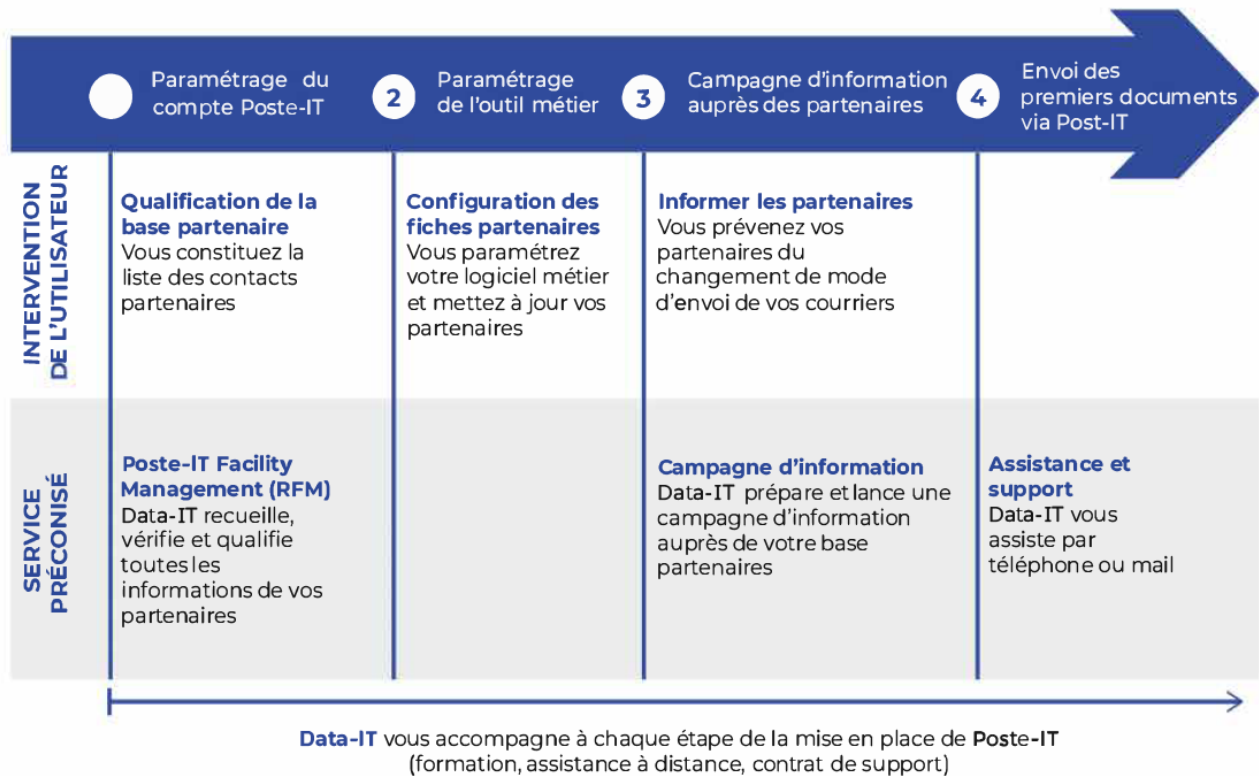 Paramétrage du
compte Poste-IT
2
Paramétrage
de l'outil métier
3
Campagne d'information
auprès des partenaires
4
Envoi des
premiers documents
via Post-IT
INTERVENTION
DE L'UTILISATEUR
Qualification de la
base partenaire
Vous constituez la
liste des contacts
partenaires
Configuration des
fiches partenaires
Vous paramétrez
votre logiciel métier
et mettez à jour vos
partenaires
Informer les partenaires
Vous prévenez vos
partenaires du
changement de mode
d'envoi de vos courriers
SERVICE
PRÉCONISÉ
Poste-IT Facility
Management (RFM)
Data-IT recueille,
vérifie et qualifie
toutes les
informations de vos
partenaires
Campagne d'information
Data-IT prépare et lance une
campagne d'information
auprès de votre base
partenaires
Assistance et
support
Data-IT vous
assiste par
téléphone ou mail
Data-IT vous accompagne à chaque étape de la mise en place de Poste-IT
(formation, assistance à distance, contrat de support)